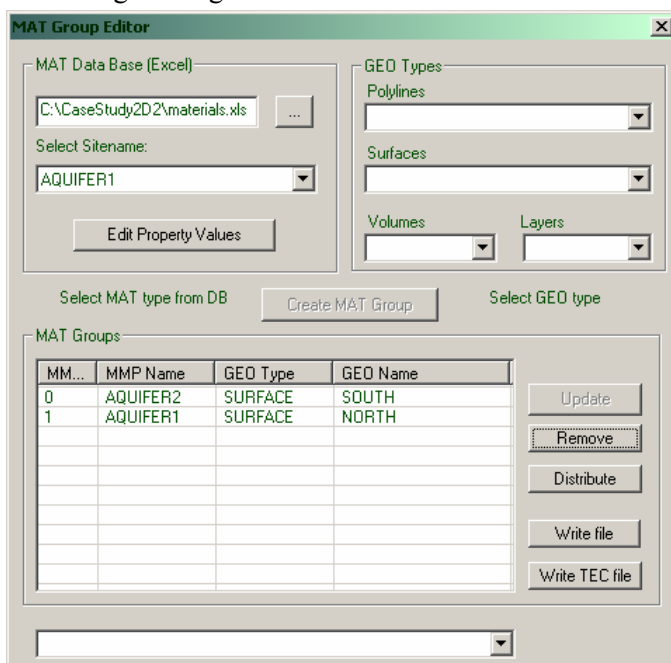 MAT Group Editor
MAT Data Base (Excel)
C:\CaseStudy2D2\materials.xls
...
Select Sitename:
AQUIFER1
Edit Property Values
GEO Types
Polylines
Surfaces
Volumes Layers
Select MAT type from DB Create MAT Group Select GEO type
MAT Groups
MM... MMP Name GEO Type GEO Name
0 AQUIFER2 SURFACE SOUTH
1 AQUIFER1 SURFACE NORTH
Update
Remove
Distribute
Write file
Write TEC file